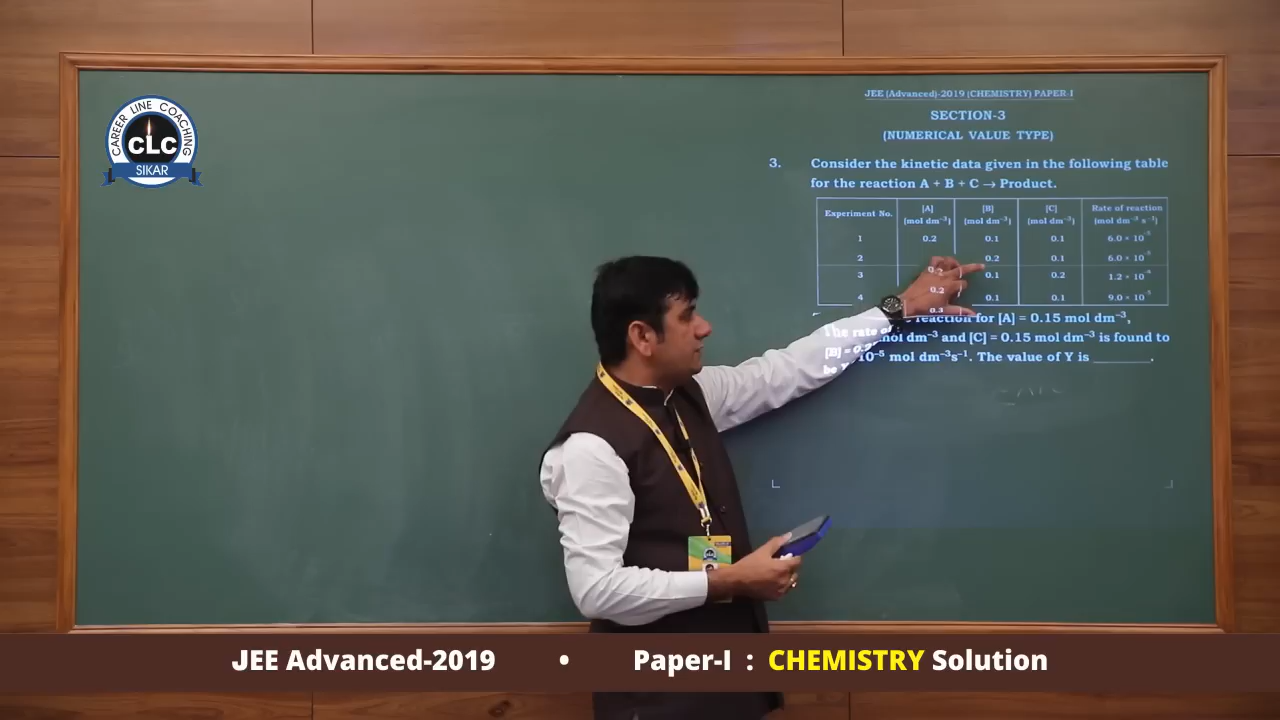 CAREER LINE COACHING
CLC
SIKAR
JEE (Advanced)-2019 (CHEMISTRY) PAPER-I
SECTION-3
(NUMERICAL VALUE TYPE)
3. Consider the kinetic data given in the following table
for the reaction A + B + C → Product.
Experiment No. [A] (mol dm⁻³) [B] (mol dm⁻³) [C] (mol dm⁻³) Rate of reaction (mol dm⁻³ s⁻¹)
1 0.2 0.1 0.1 6.0 × 10⁻⁵
2 0.2 0.2 0.1 6.0 × 10⁻⁵
3 0.2 0.1 0.2 1.2 × 10⁻⁴
4 0.3 0.1 0.1 9.0 × 10⁻⁵
The rate of reaction for [A] = 0.15 mol dm⁻³,
[B] = mol dm⁻³ and [C] = 0.15 mol dm⁻³ is found to
be 10⁻⁵ mol dm⁻³s⁻¹. The value of Y is ________.
JEE Advanced-2019 • Paper-I : CHEMISTRY Solution